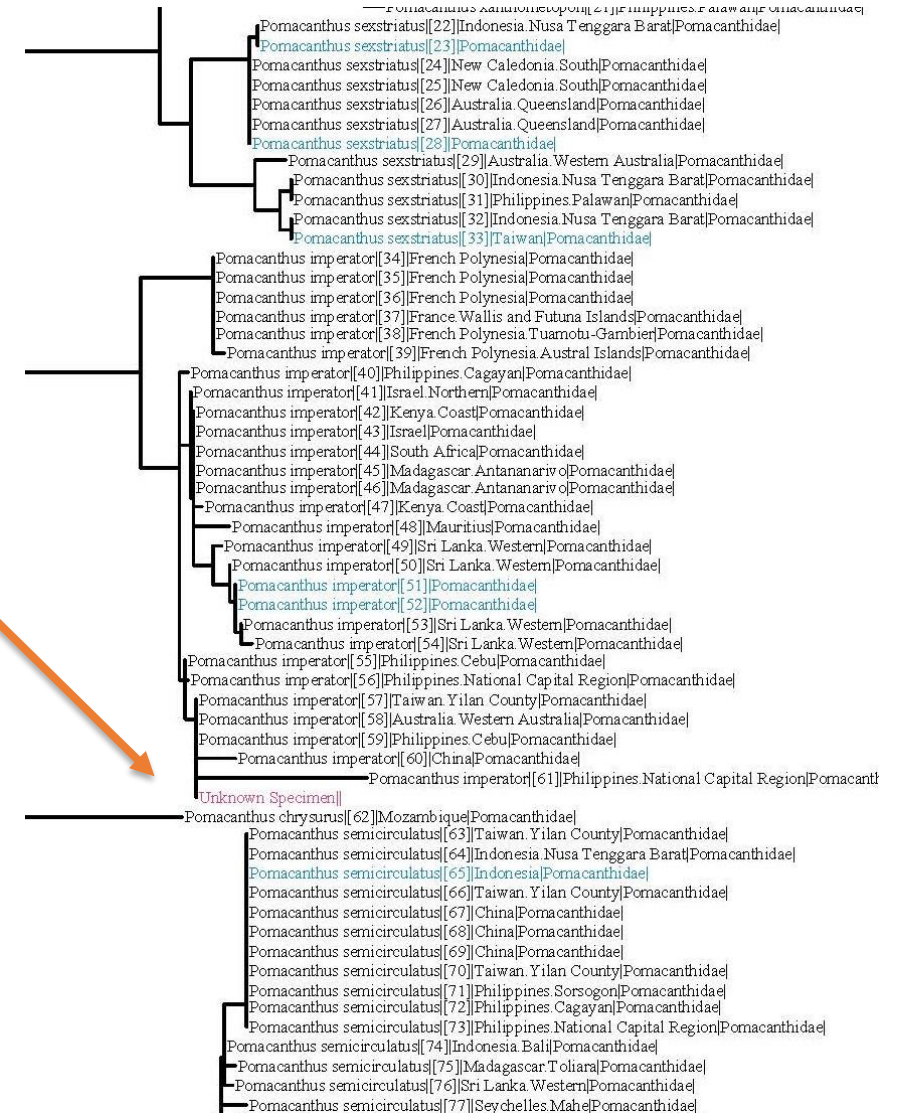 Pomacanthus xanthometopon|[21]|Philippines.Palawan|Pomacanthidae|
Pomacanthus sexstriatus|[22]|Indonesia.Nusa Tenggara Barat|Pomacanthidae|
Pomacanthus sexstriatus|[23]|Pomacanthidae|
Pomacanthus sexstriatus|[24]|New Caledonia.South|Pomacanthidae|
Pomacanthus sexstriatus|[25]|New Caledonia.South|Pomacanthidae|
Pomacanthus sexstriatus|[26]|Australia.Queensland|Pomacanthidae|
Pomacanthus sexstriatus|[27]|Australia.Queensland|Pomacanthidae|
Pomacanthus sexstriatus|[28]|Pomacanthidae|
Pomacanthus sexstriatus|[29]|Australia.Western Australia|Pomacanthidae|
Pomacanthus sexstriatus|[30]|Indonesia.Nusa Tenggara Barat|Pomacanthidae|
Pomacanthus sexstriatus|[31]|Philippines.Palawan|Pomacanthidae|
Pomacanthus sexstriatus|[32]|Indonesia.Nusa Tenggara Barat|Pomacanthidae|
Pomacanthus sexstriatus|[33]|Taiwan|Pomacanthidae|
Pomacanthus imperator|[34]|French Polynesia|Pomacanthidae|
Pomacanthus imperator|[35]|French Polynesia|Pomacanthidae|
Pomacanthus imperator|[36]|French Polynesia|Pomacanthidae|
Pomacanthus imperator|[37]|France.Wallis and Futuna Islands|Pomacanthidae|
Pomacanthus imperator|[38]|French Polynesia.Tuamotu-Gambier|Pomacanthidae|
Pomacanthus imperator|[39]|French Polynesia.Austral Islands|Pomacanthidae|
Pomacanthus imperator|[40]|Philippines.Cagayan|Pomacanthidae|
Pomacanthus imperator|[41]|Israel.Northern|Pomacanthidae|
Pomacanthus imperator|[42]|Kenya.Coast|Pomacanthidae|
Pomacanthus imperator|[43]|Israel|Pomacanthidae|
Pomacanthus imperator|[44]|South Africa|Pomacanthidae|
Pomacanthus imperator|[45]|Madagascar.Antananarivo|Pomacanthidae|
Pomacanthus imperator|[46]|Madagascar.Antananarivo|Pomacanthidae|
Pomacanthus imperator|[47]|Kenya.Coast|Pomacanthidae|
Pomacanthus imperator|[48]|Mauritius|Pomacanthidae|
Pomacanthus imperator|[49]|Sri Lanka.Western|Pomacanthidae|
Pomacanthus imperator|[50]|Sri Lanka.Western|Pomacanthidae|
Pomacanthus imperator|[51]|Pomacanthidae|
Pomacanthus imperator|[52]|Pomacanthidae|
Pomacanthus imperator|[53]|Sri Lanka.Western|Pomacanthidae|
Pomacanthus imperator|[54]|Sri Lanka.Western|Pomacanthidae|
Pomacanthus imperator|[55]|Philippines.Cebu|Pomacanthidae|
Pomacanthus imperator|[56]|Philippines.National Capital Region|Pomacanthidae|
Pomacanthus imperator|[57]|Taiwan.Yilan County|Pomacanthidae|
Pomacanthus imperator|[58]|Australia.Western Australia|Pomacanthidae|
Pomacanthus imperator|[59]|Philippines.Cebu|Pomacanthidae|
Pomacanthus imperator|[60]|China|Pomacanthidae|
Pomacanthus imperator|[61]|Philippines.National Capital Region|Pomacanth
Unknown Specimen||
Pomacanthus chrysurus|[62]|Mozambique|Pomacanthidae|
Pomacanthus semicirculatus|[63]|Taiwan.Yilan County|Pomacanthidae|
Pomacanthus semicirculatus|[64]|Indonesia.Nusa Tenggara Barat|Pomacanthidae|
Pomacanthus semicirculatus|[65]|Indonesia|Pomacanthidae|
Pomacanthus semicirculatus|[66]|Taiwan.Yilan County|Pomacanthidae|
Pomacanthus semicirculatus|[67]|China|Pomacanthidae|
Pomacanthus semicirculatus|[68]|China|Pomacanthidae|
Pomacanthus semicirculatus|[69]|China|Pomacanthidae|
Pomacanthus semicirculatus|[70]|Taiwan.Yilan County|Pomacanthidae|
Pomacanthus semicirculatus|[71]|Philippines.Sorsogon|Pomacanthidae|
Pomacanthus semicirculatus|[72]|Philippines.Cagayan|Pomacanthidae|
Pomacanthus semicirculatus|[73]|Philippines.National Capital Region|Pomacanthidae|
Pomacanthus semicirculatus|[74]|Indonesia.Bali|Pomacanthidae|
Pomacanthus semicirculatus|[75]|Madagascar.Toliara|Pomacanthidae|
Pomacanthus semicirculatus|[76]|Sri Lanka.Western|Pomacanthidae|
Pomacanthus semicirculatus|[77]|Seychelles.Mahe|Pomacanthidae|